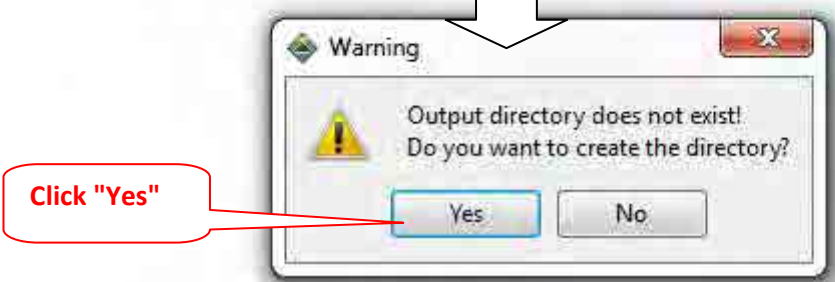 Warning
Output directory does not exist!
Do you want to create the directory?
Click "Yes"
Yes
No